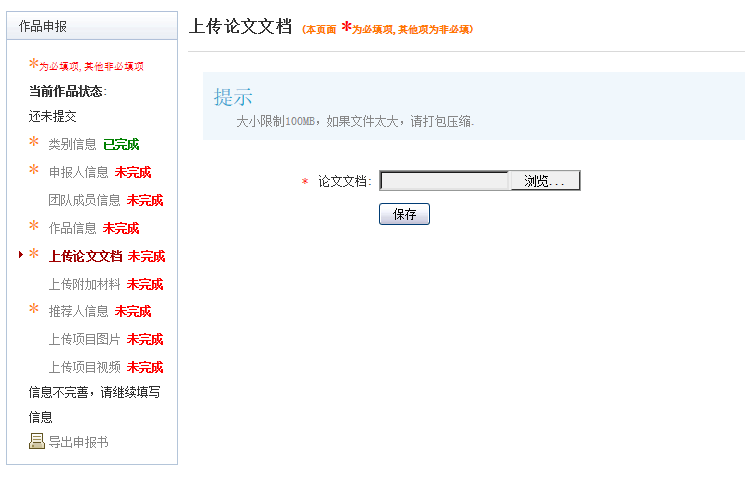 作品申报
*为必填项,其他非必填项
当前作品状态:
还未提交
* 类别信息 已完成
* 申报人信息 未完成
团队成员信息 未完成
* 作品信息 未完成
* 上传论文文档 未完成
上传附加材料 未完成
* 推荐人信息 未完成
上传项目图片 未完成
上传项目视频 未完成
信息不完善，请继续填写
信息
导出申报书
上传论文文档 (本页面 *为必填项,其他项为非必填)
提示
大小限制100MB，如果文件太大，请打包压缩.
* 论文文档: 浏览...
保存